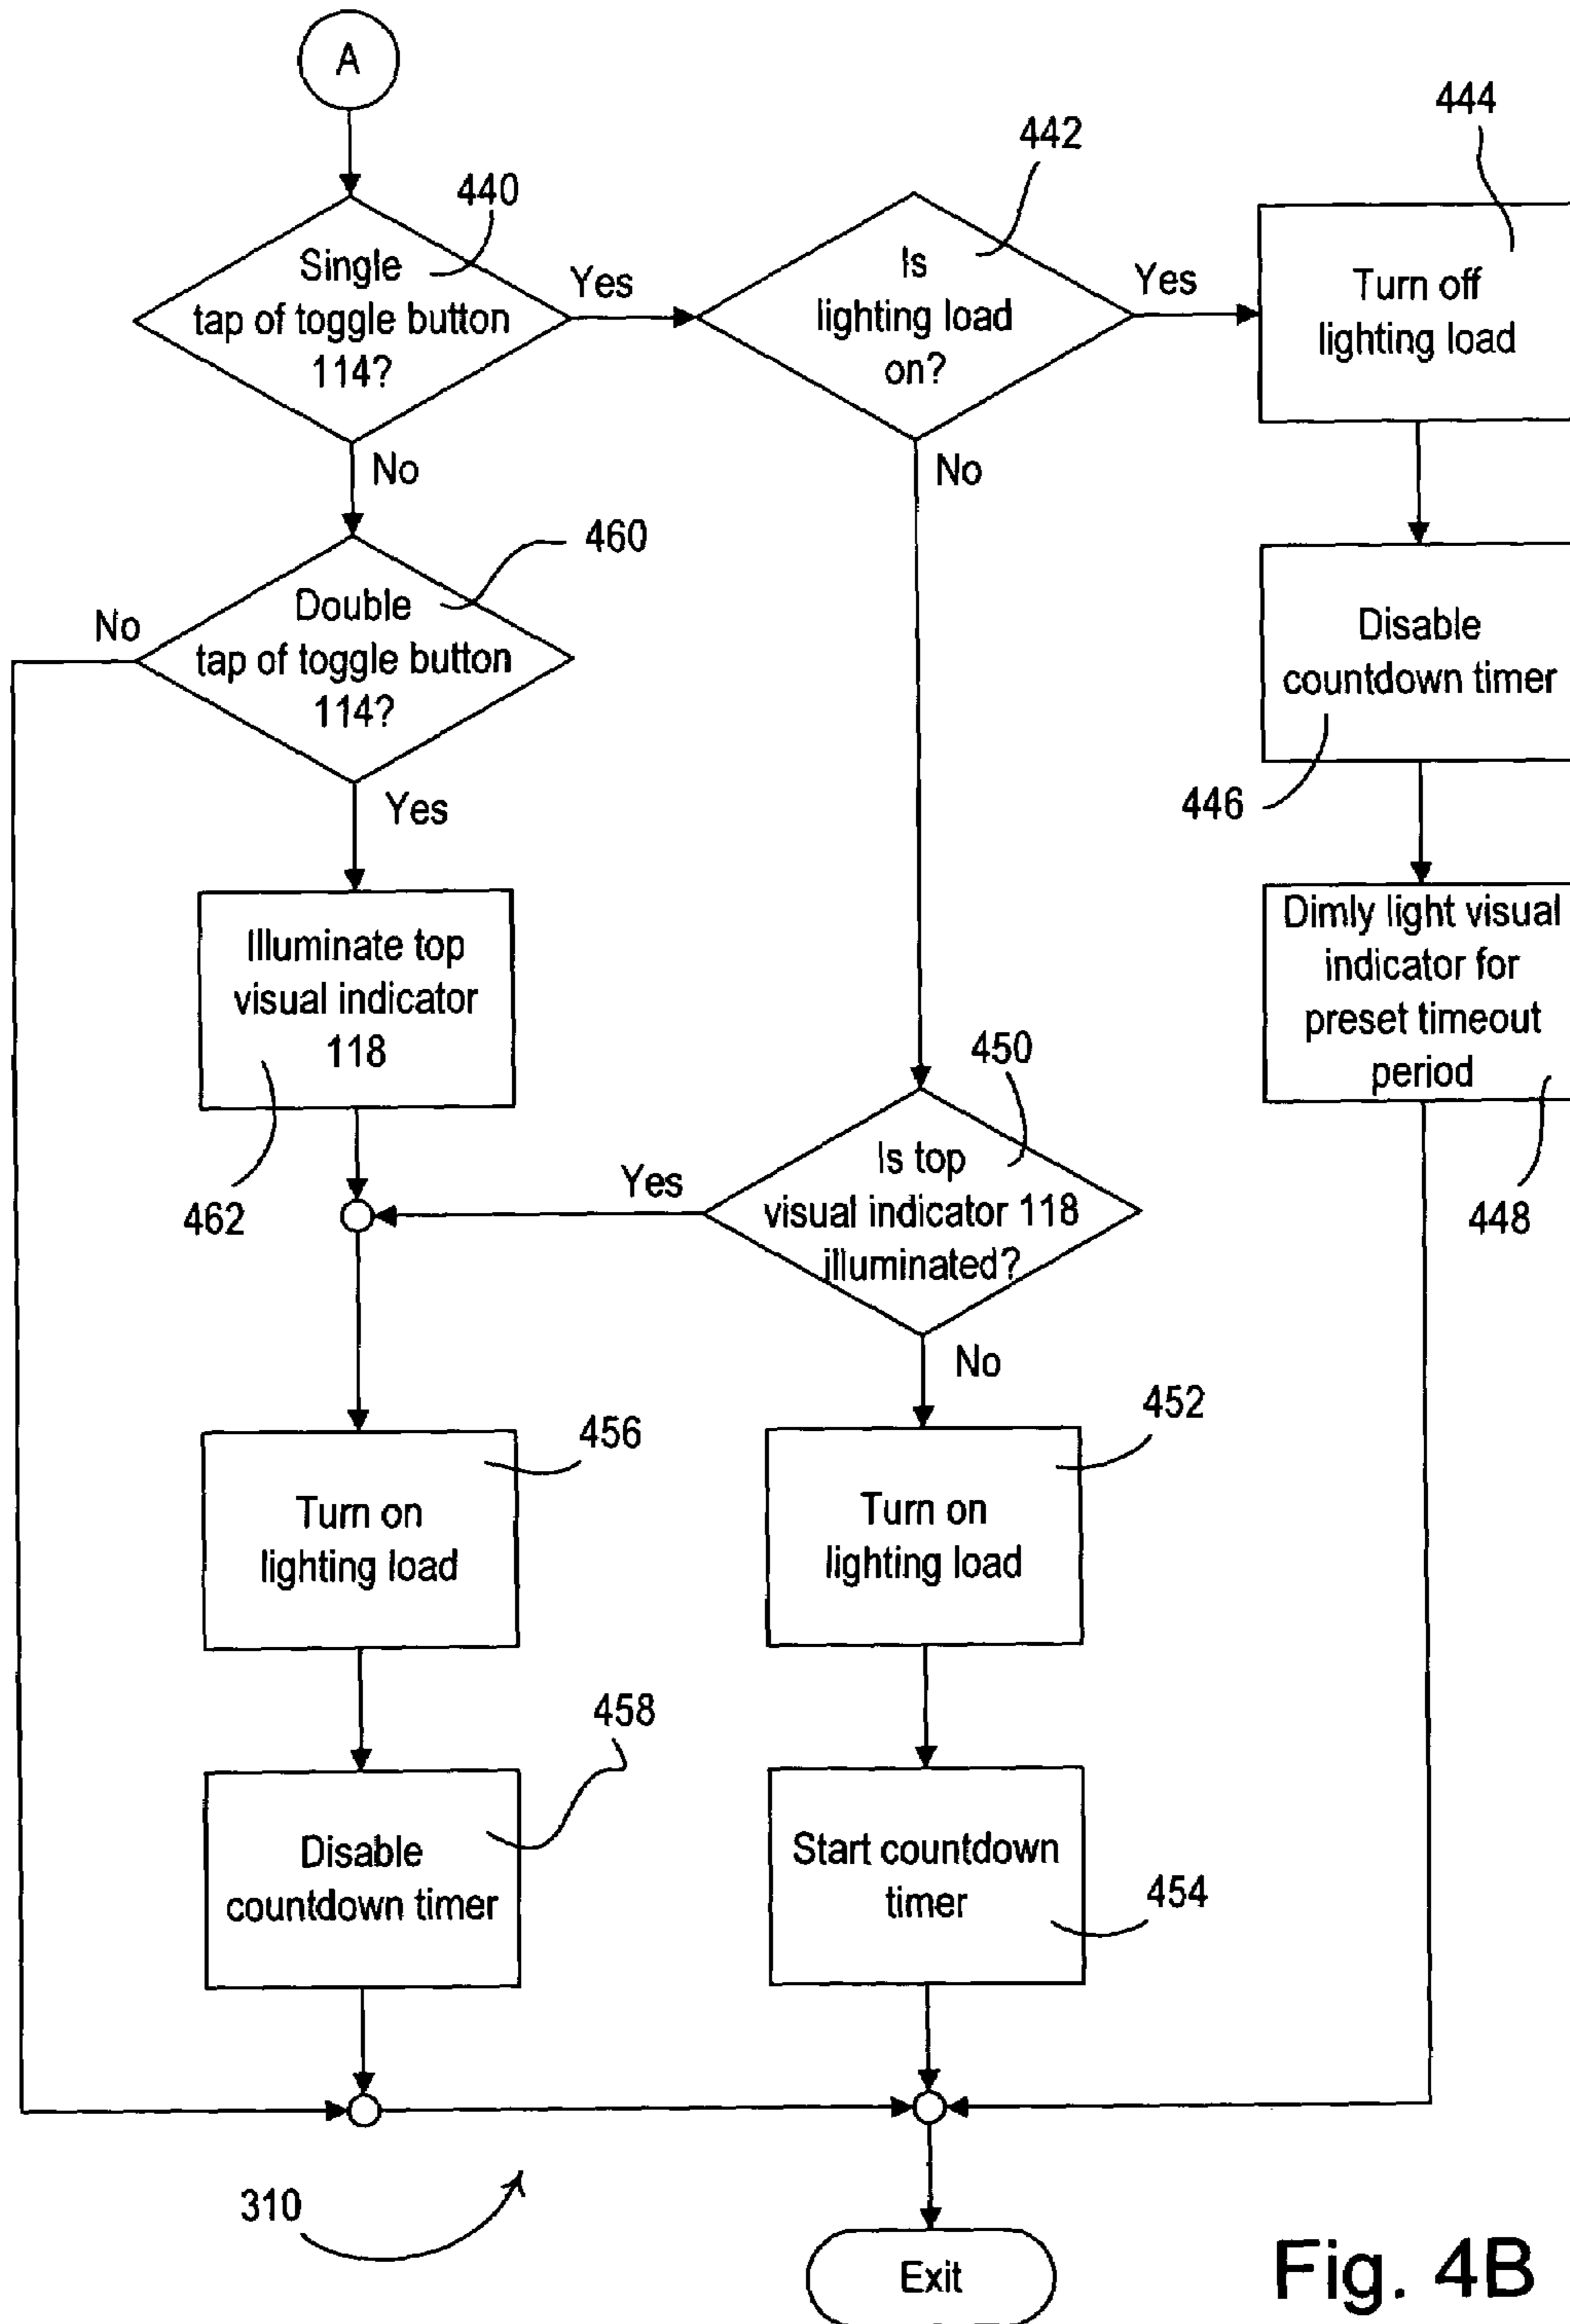 A
440
Single
tap of toggle button
114?
Yes
No
442
Is
lighting load
on?
Yes
No
444
Turn off
lighting load
Disable
countdown timer
446
Dimly light visual
indicator for
preset timeout
period
448
460
Double
tap of toggle button
114?
No
Yes
Illuminate top
visual indicator
118
462
450
Is top
visual indicator 118
illuminated?
Yes
No
456
Turn on
lighting load
452
Turn on
lighting load
458
Disable
countdown timer
Start countdown
timer
454
310
Exit
Fig. 4B